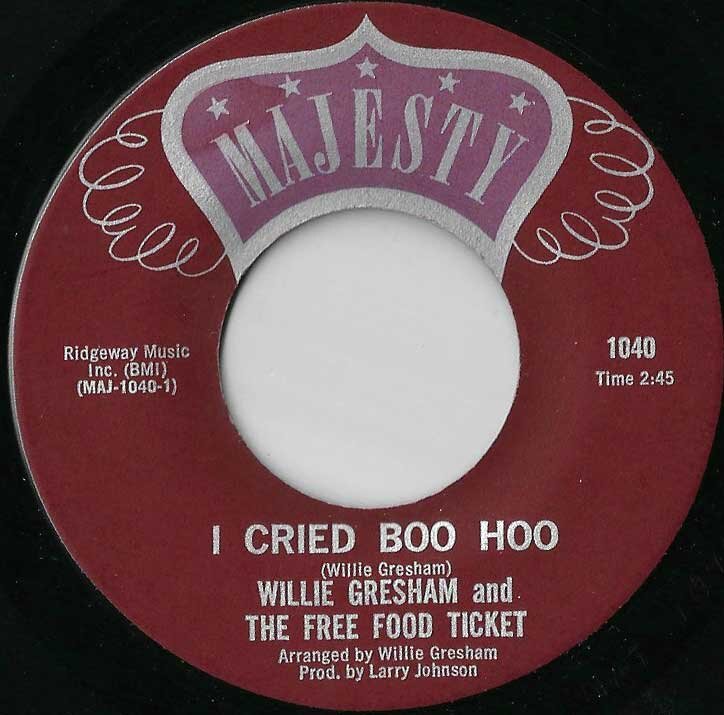 MAJESTY
Ridgeway Music
Inc. (BMI)
(MAJ-1040-1)
1040
Time 2:45
I CRIED BOO HOO
(Willie Gresham)
WILLIE GRESHAM and
THE FREE FOOD TICKET
Arranged by Willie Gresham
Prod. by Larry Johnson